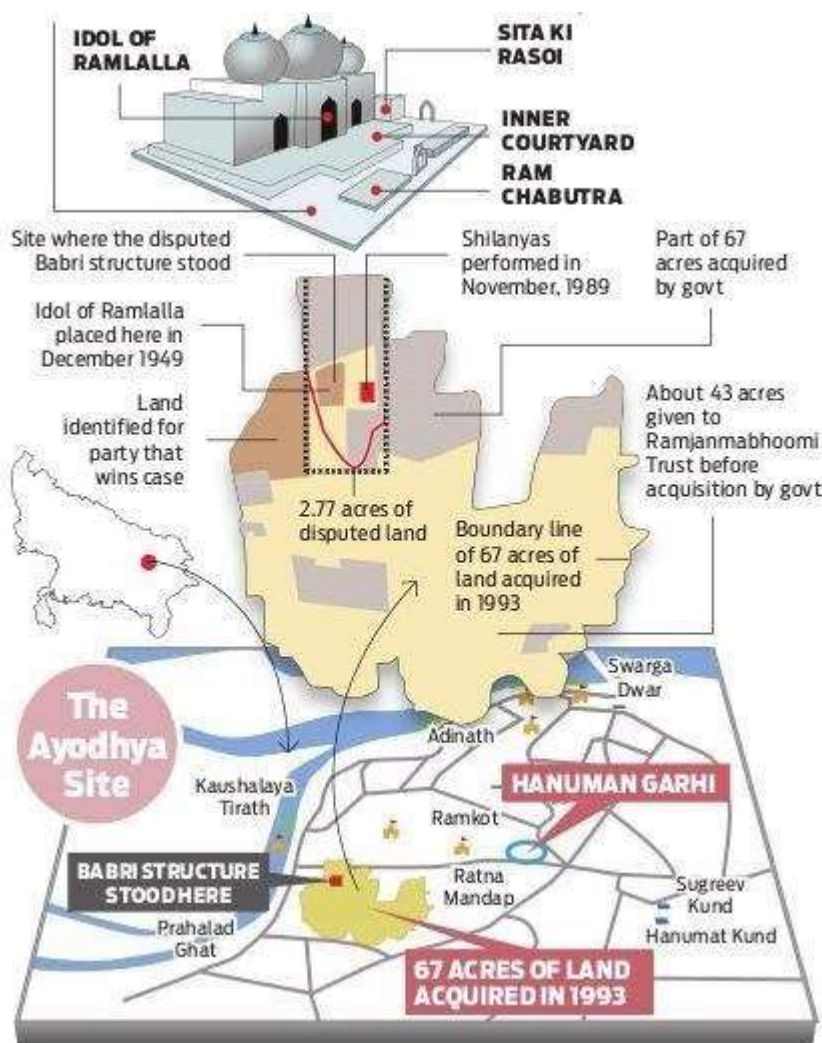 IDOL OF
RAMLALLA
SITA KI
RASOI
INNER
COURTYARD
RAM
CHABUTRA
Site where the disputed
Babri structure stood
Shilanyas
performed in
November, 1989
Part of 67
acres acquired
by govt
Idol of Ramlalla
placed here in
December 1949
Land
identified for
party that
wins case
About 43 acres
given to
Ramjanmabhoomi
Trust before
acquisition by govt
2.77 acres of
disputed land
Boundary line
of 67 acres of
land acquired
in 1993
The
Ayodhya
Site
Swarga
Dwar
Adinath
Kaushalaya
Tirath
HANUMAN GARHI
Ramkot
BABRI STRUCTURE
STOOD HERE
Ratna
Mandap
Sugreev
Kund
Hanumat Kund
Prahalad
Ghat
67 ACRES OF LAND
ACQUIRED IN 1993